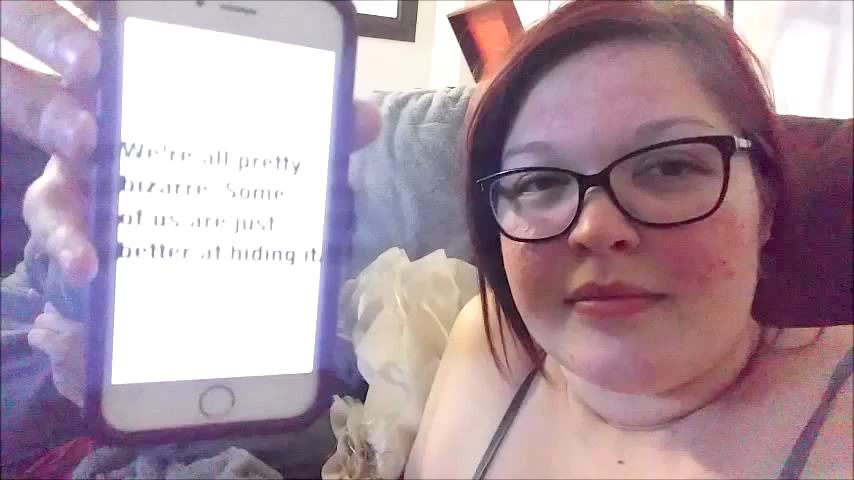 We're all pretty
bizarre. Some
of us are just
better at hiding it.